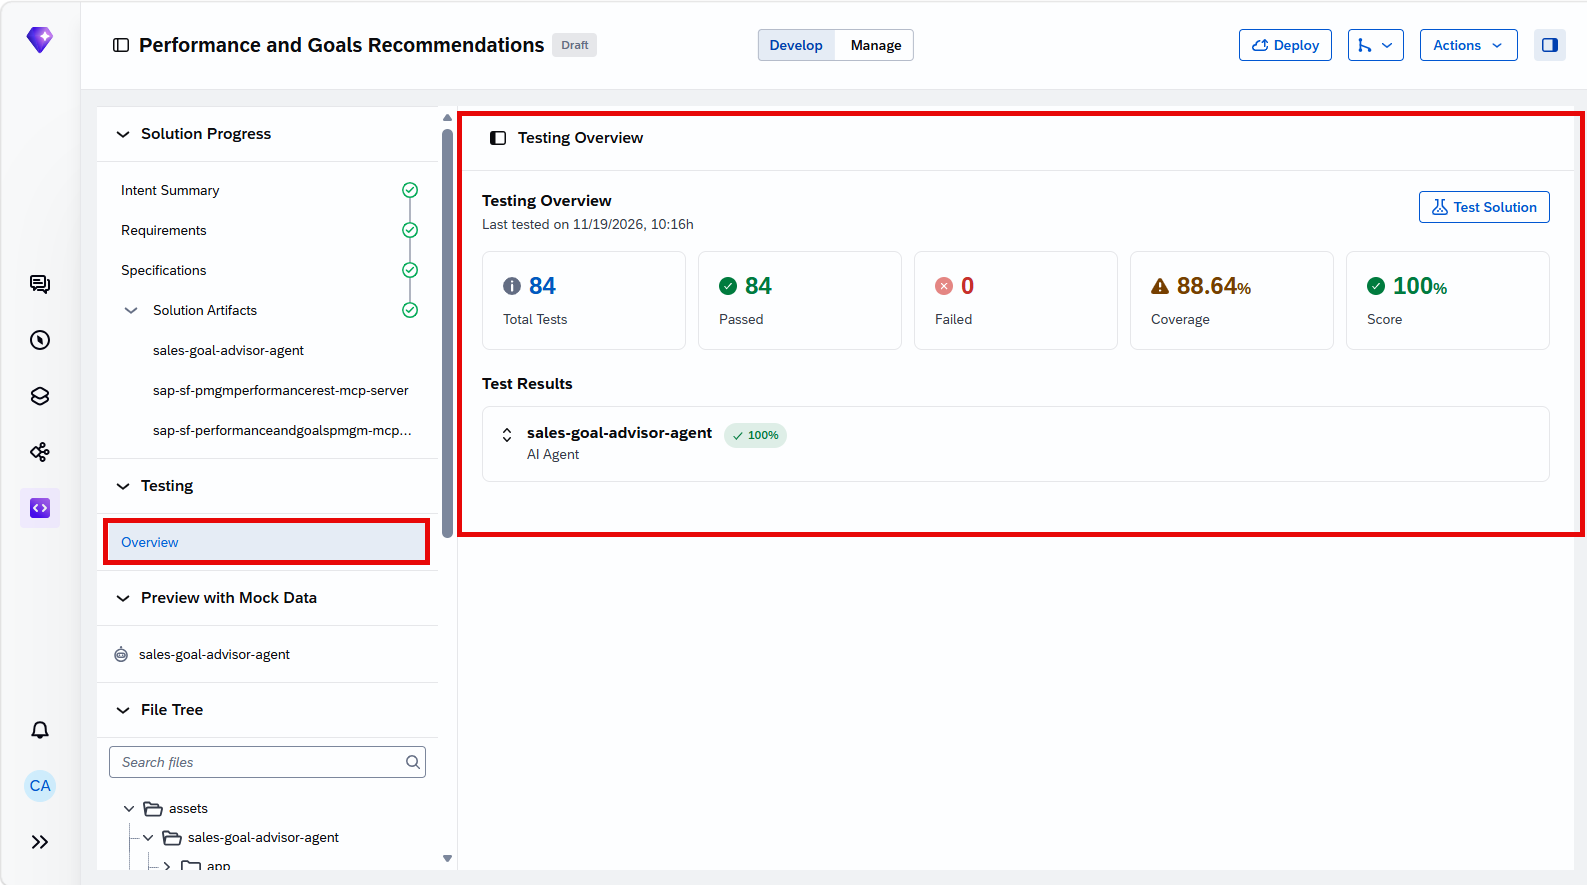 Performance and Goals Recommendations
Draft
Develop
Manage
Deploy
Actions
Solution Progress
Intent Summary
Requirements
Specifications
Solution Artifacts
sales-goal-advisor-agent
sap-sf-pmgmperformancerest-mcp-server
sap-sf-performanceandgoalspmgm-mcp...
Testing
Overview
Preview with Mock Data
sales-goal-advisor-agent
File Tree
Search files
assets
sales-goal-advisor-agent
app
CA
Testing Overview
Testing Overview
Last tested on 11/19/2026, 10:16h
Test Solution
84
Total Tests
84
Passed
0
Failed
88.64%
Coverage
100%
Score
Test Results
sales-goal-advisor-agent
100%
AI Agent